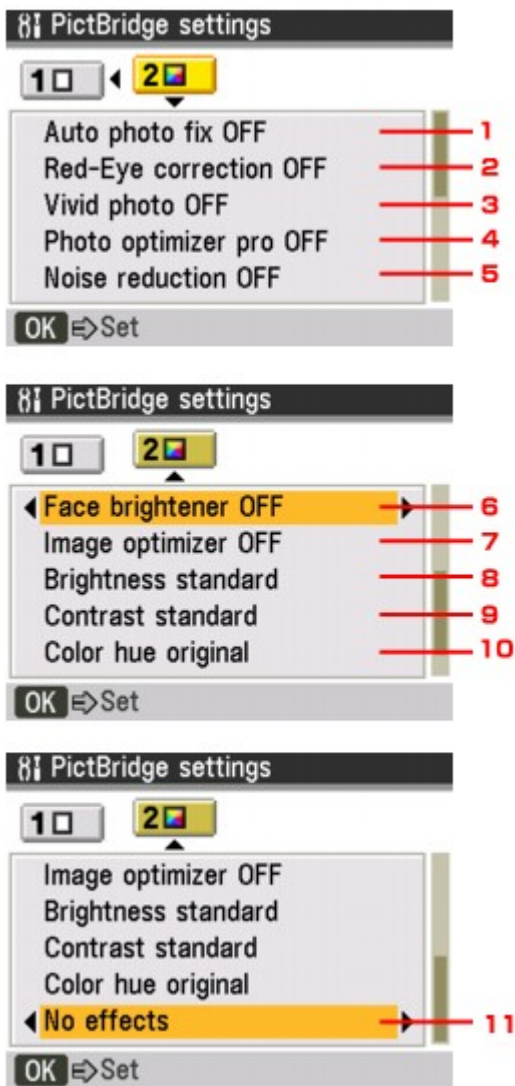 PictBridge settings
1 2
Auto photo fix OFF 1
Red-Eye correction OFF 2
Vivid photo OFF 3
Photo optimizer pro OFF 4
Noise reduction OFF 5
OK Set
PictBridge settings
1 2
Face brightener OFF 6
Image optimizer OFF 7
Brightness standard 8
Contrast standard 9
Color hue original 10
OK Set
PictBridge settings
1 2
Image optimizer OFF
Brightness standard
Contrast standard
Color hue original
No effects 11
OK Set